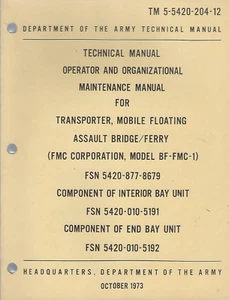 TM 5-5420-204-12
DEPARTMENT OF THE ARMY TECHNICAL MANUAL
TECHNICAL MANUAL
OPERATOR AND ORGANIZATIONAL
MAINTENANCE MANUAL
FOR
TRANSPORTER, MOBILE FLOATING
ASSAULT BRIDGE/FERRY
(FMC CORPORATION, MODEL BF-FMC-1)
FSN 5420-877-8679
COMPONENT OF INTERIOR BAY UNIT
FSN 5420-010-5191
COMPONENT OF END BAY UNIT
FSN 5420-010-5192
HEADQUARTERS, DEPARTMENT OF THE ARMY
OCTOBER 1973